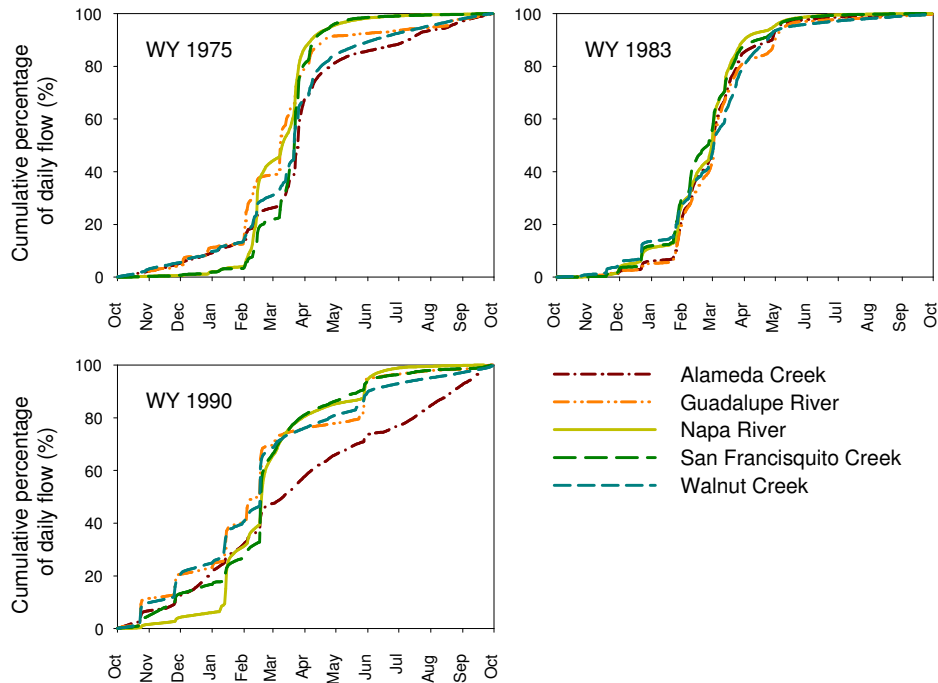 WY 1975
Cumulative percentage
of daily flow (%)
100
80
60
40
20
0
Oct Nov Dec Jan Feb Mar Apr May Jun Jul Aug Sep Oct
WY 1983
100
80
60
40
20
0
Oct Nov Dec Jan Feb Mar Apr May Jun Jul Aug Sep Oct
WY 1990
Cumulative percentage
of daily flow (%)
100
80
60
40
20
0
Oct Nov Dec Jan Feb Mar Apr May Jun Jul Aug Sep Oct
Alameda Creek
Guadalupe River
Napa River
San Francisquito Creek
Walnut Creek